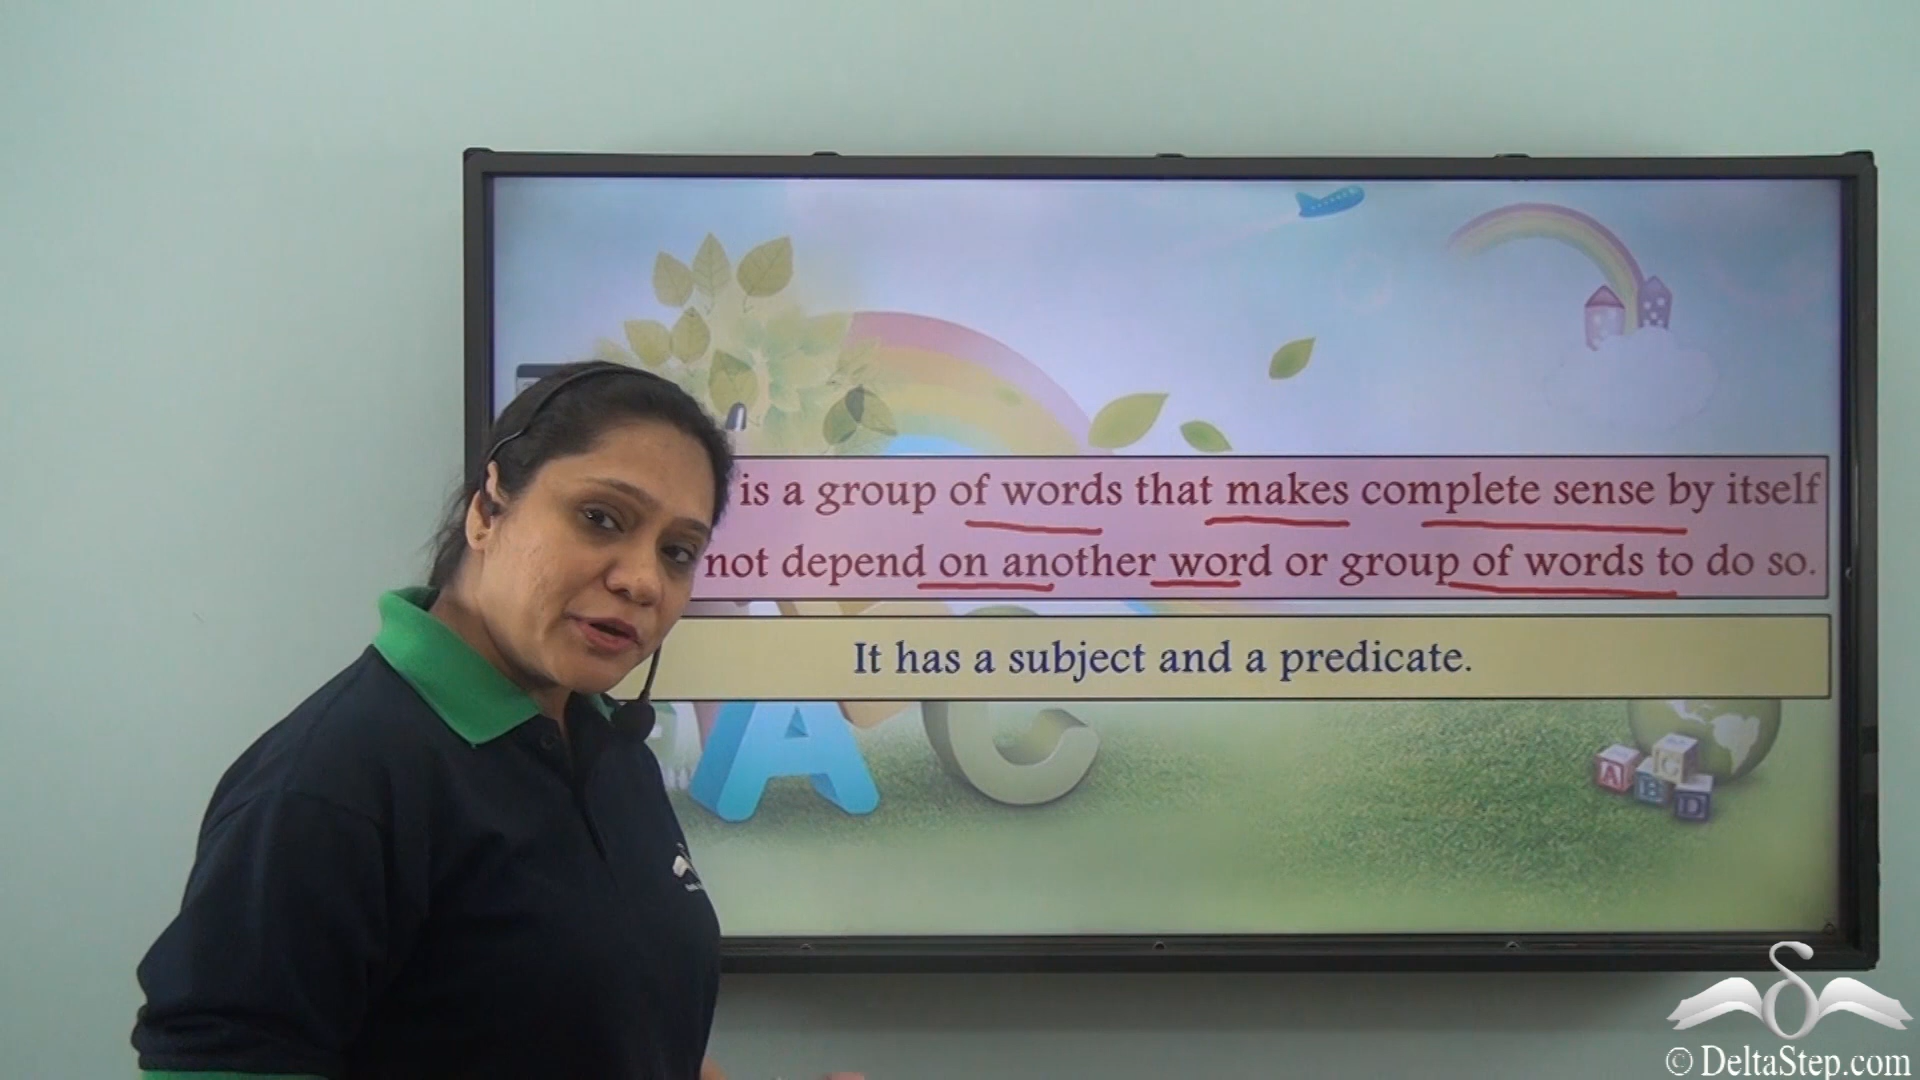 is a group of words that makes complete sense by itself
not depend on another word or group of words to do so.
It has a subject and a predicate.
A C
A B C D
© DeltaStep.com